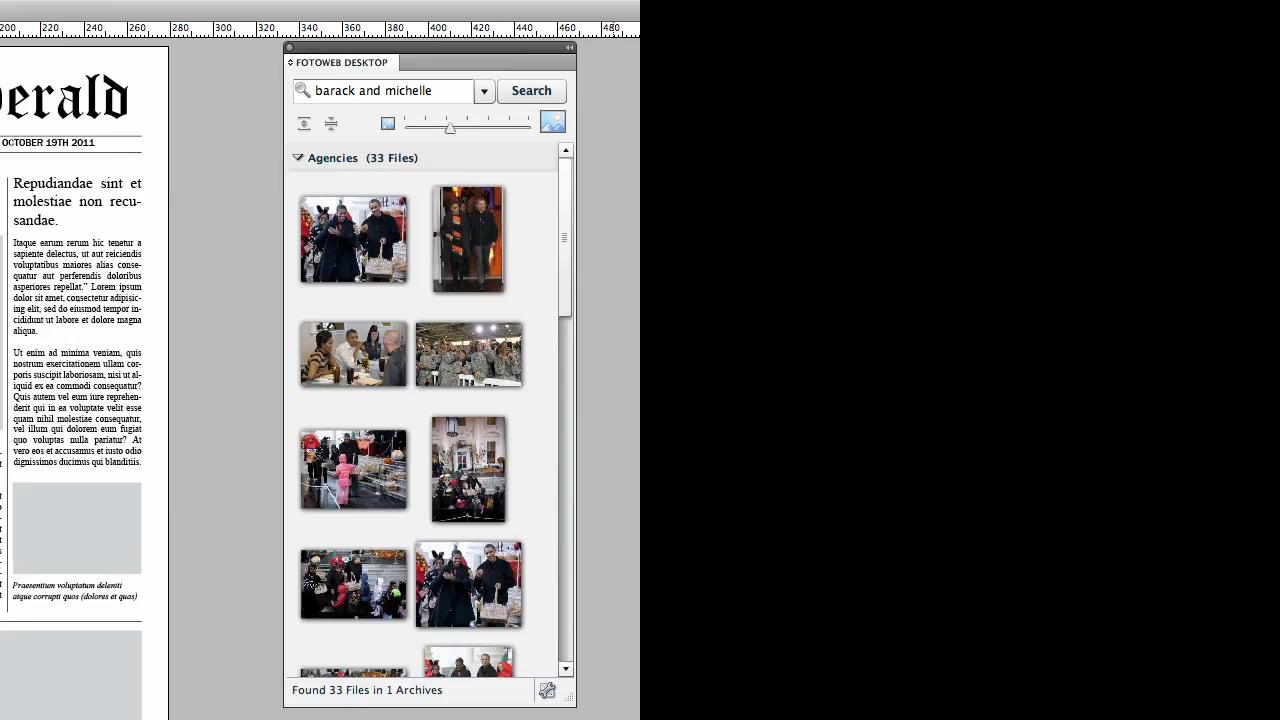 200 220 240 260 280 300 320 340 360 380 400 420 440 460 480
erald
OCTOBER 19TH 2011
Repudiandae sint et
molestiae non recu-
sandae.
Itaque earum rerum hic tenetur a
sapiente delectus, ut aut reiciendis
voluptatibus maiores alias conse-
quatur aut perferendis doloribus
asperiores repellat.” Lorem ipsum
dolor sit amet, consectetur adipisic-
ing elit, sed do eiusmod tempor in-
cididunt ut labore et dolore magna
aliqua.
Ut enim ad minima veniam, quis
nostrum exercitationem ullam cor-
poris suscipit laboriosam, nisi ut al-
iquid ex ea commodi consequatur?
Quis autem vel eum iure reprehen-
derit qui in ea voluptate velit esse
quam nihil molestiae consequatur,
vel illum qui dolorem eum fugiat
quo voluptas nulla pariatur? At
vero eos et accusamus et iusto odio
dignissimos ducimus qui blanditiis.
Praesentium voluptatum deleniti
atque corrupti quos (dolores et quas)
FOTOWEB DESKTOP
barack and michelle
Search
Agencies (33 Files)
Found 33 Files in 1 Archives